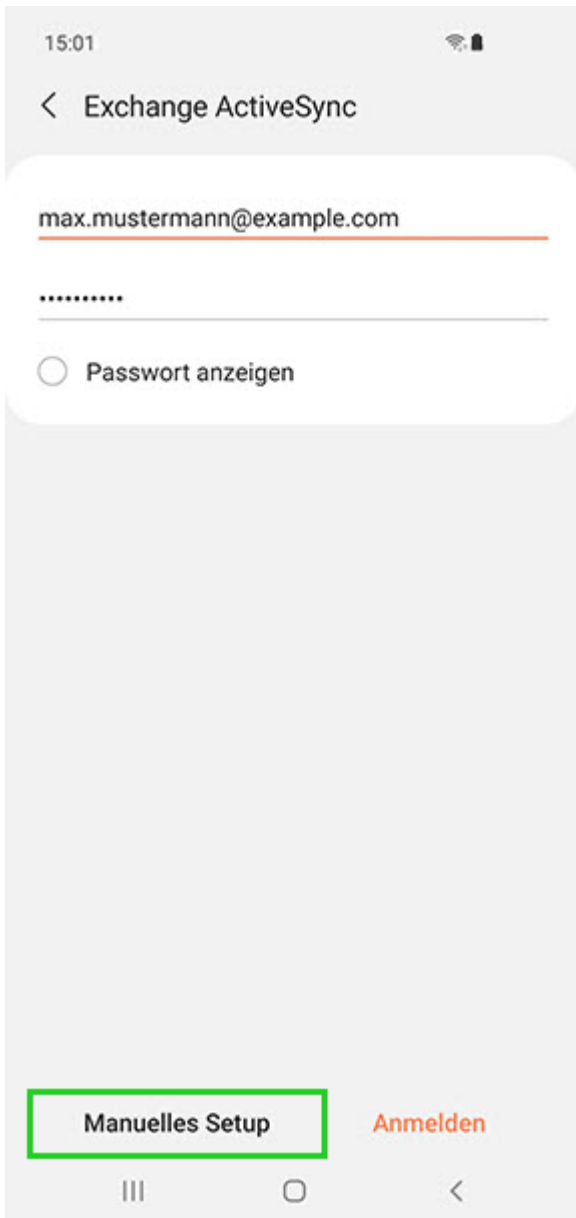 15:01
Exchange ActiveSync
max.mustermann@example.com
••••••••••
Passwort anzeigen
Manuelles Setup Anmelden